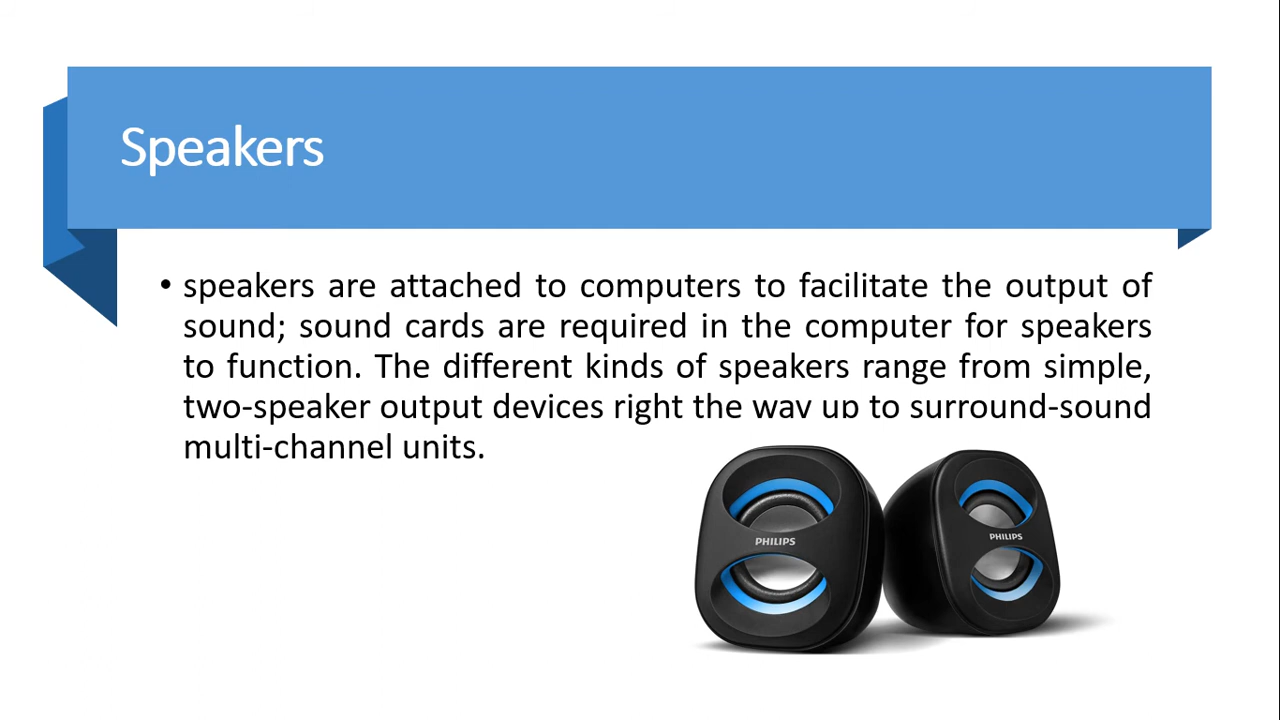 Speakers
• speakers are attached to computers to facilitate the output of
sound; sound cards are required in the computer for speakers
to function. The different kinds of speakers range from simple,
two-speaker output devices right the way up to surround-sound
multi-channel units.
PHILIPS
PHILIPS